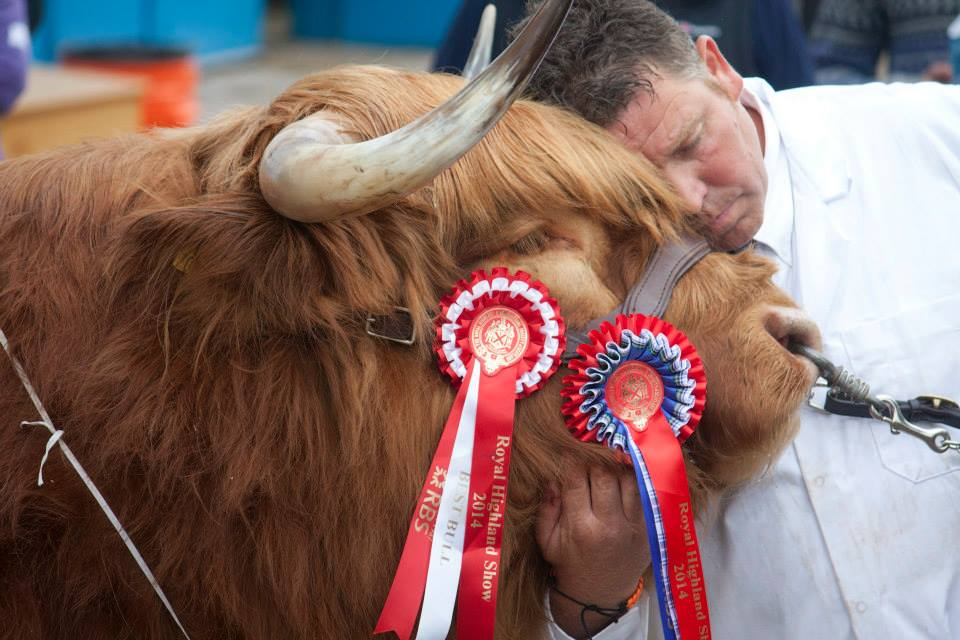 Royal Highland Show
2014
BEST BULL
RBS
Royal Highland Sh
2014